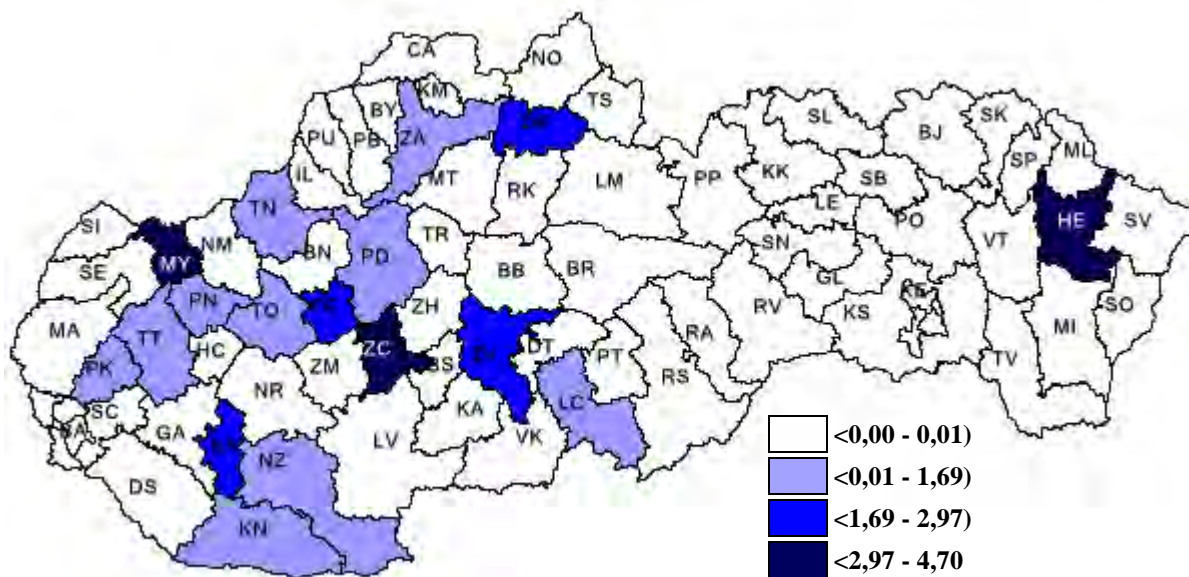 CA
NO
KM
TS
BY
PU
PB
ZA
IL
MT
RK
LM
PP
SL
BJ
SK
ML
SP
KK
SB
LE
PO
VT
HE
SV
SI
NM
TN
MY
SE
BN
PD
TR
BB
BR
SN
GL
RV
KS
SO
MI
TV
MA
PN
TO
TT
ZH
HC
ZM
ZC
DT
PT
RA
RS
PK
SC
NR
KA
LC
GA
LV
VK
DS
NZ
KN
<0,00 - 0,01)
<0,01 - 1,69)
<1,69 - 2,97)
<2,97 - 4,70